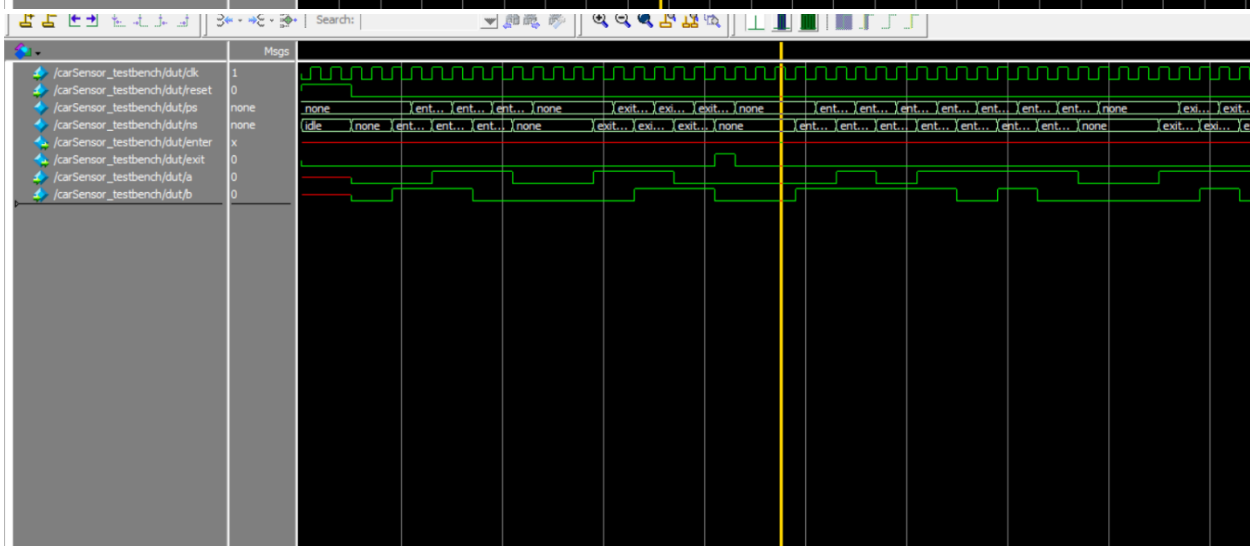 Search:
Msgs
/carSensor_testbench/dut/clk 1
/carSensor_testbench/dut/reset 0
/carSensor_testbench/dut/ps none none ent... ent... ent... none exit... exi... exit... none ent... ent... ent... ent... ent... ent... ent... none exi... exit...
/carSensor_testbench/dut/ns none idle none ent... ent... ent... none exit... exi... exit... none ent... ent... ent... ent... ent... ent... ent... none exit... exi... e
/carSensor_testbench/dut/enter x
/carSensor_testbench/dut/exit 0
/carSensor_testbench/dut/a 0
/carSensor_testbench/dut/b 0